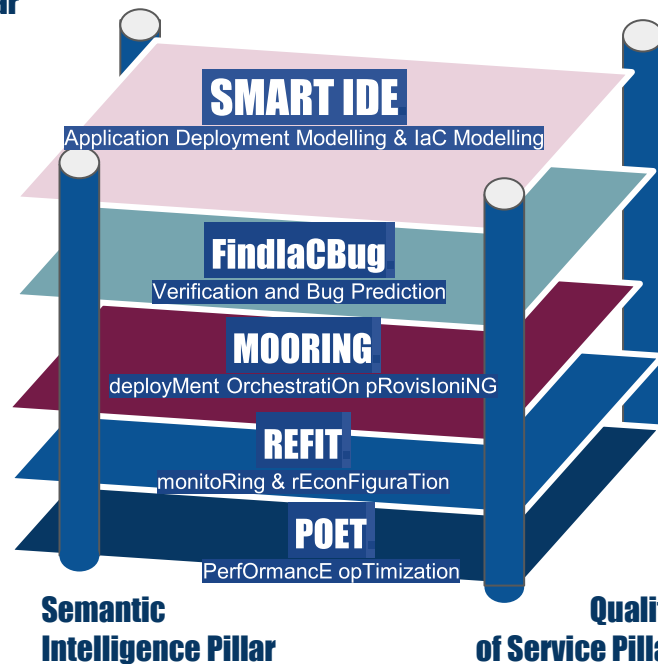 SMART IDE
Application Deployment Modelling & IaC Modelling
FindIaCBug
Verification and Bug Prediction
MOORING
deployMent OrchestratiOn pRovisIoniNG
REFIT
monitoRing & rEconFiguraTion
POET
PerfOrmancE opTimization
Semantic
Intelligence Pillar
of Service